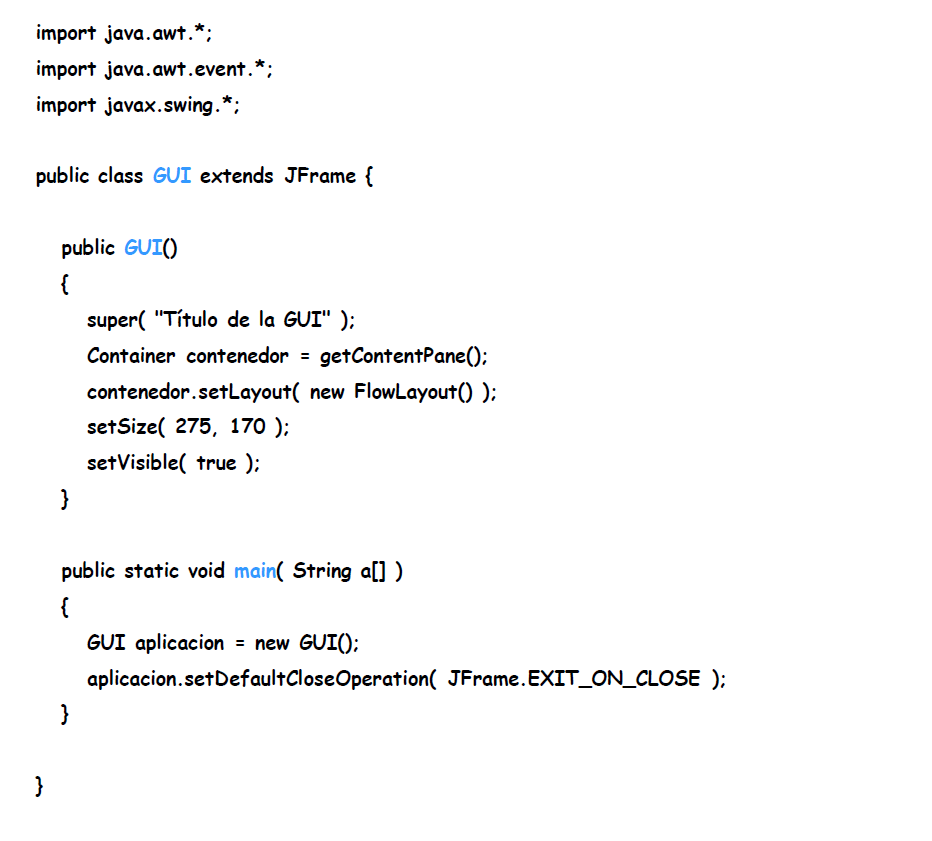 import java.awt.*;
import java.awt.event.*;
import javax.swing.*;
public class GUI extends JFrame {
public GUI()
{
super( "Título de la GUI" );
Container contenedor = getContentPane();
contenedor.setLayout( new FlowLayout() );
setSize( 275, 170 );
setVisible( true );
}
public static void main( String a[] )
{
GUI aplicacion = new GUI();
aplicacion.setDefaultCloseOperation( JFrame.EXIT_ON_CLOSE );
}
}